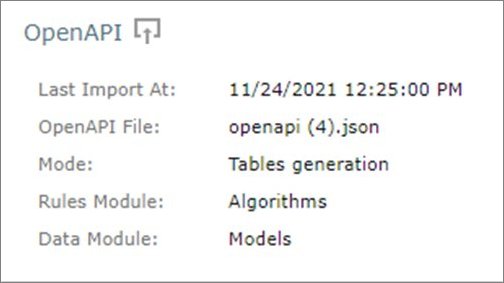 OpenAPI
Last Import At: 11/24/2021 12:25:00 PM
OpenAPI File: openapi (4).json
Mode: Tables generation
Rules Module: Algorithms
Data Module: Models